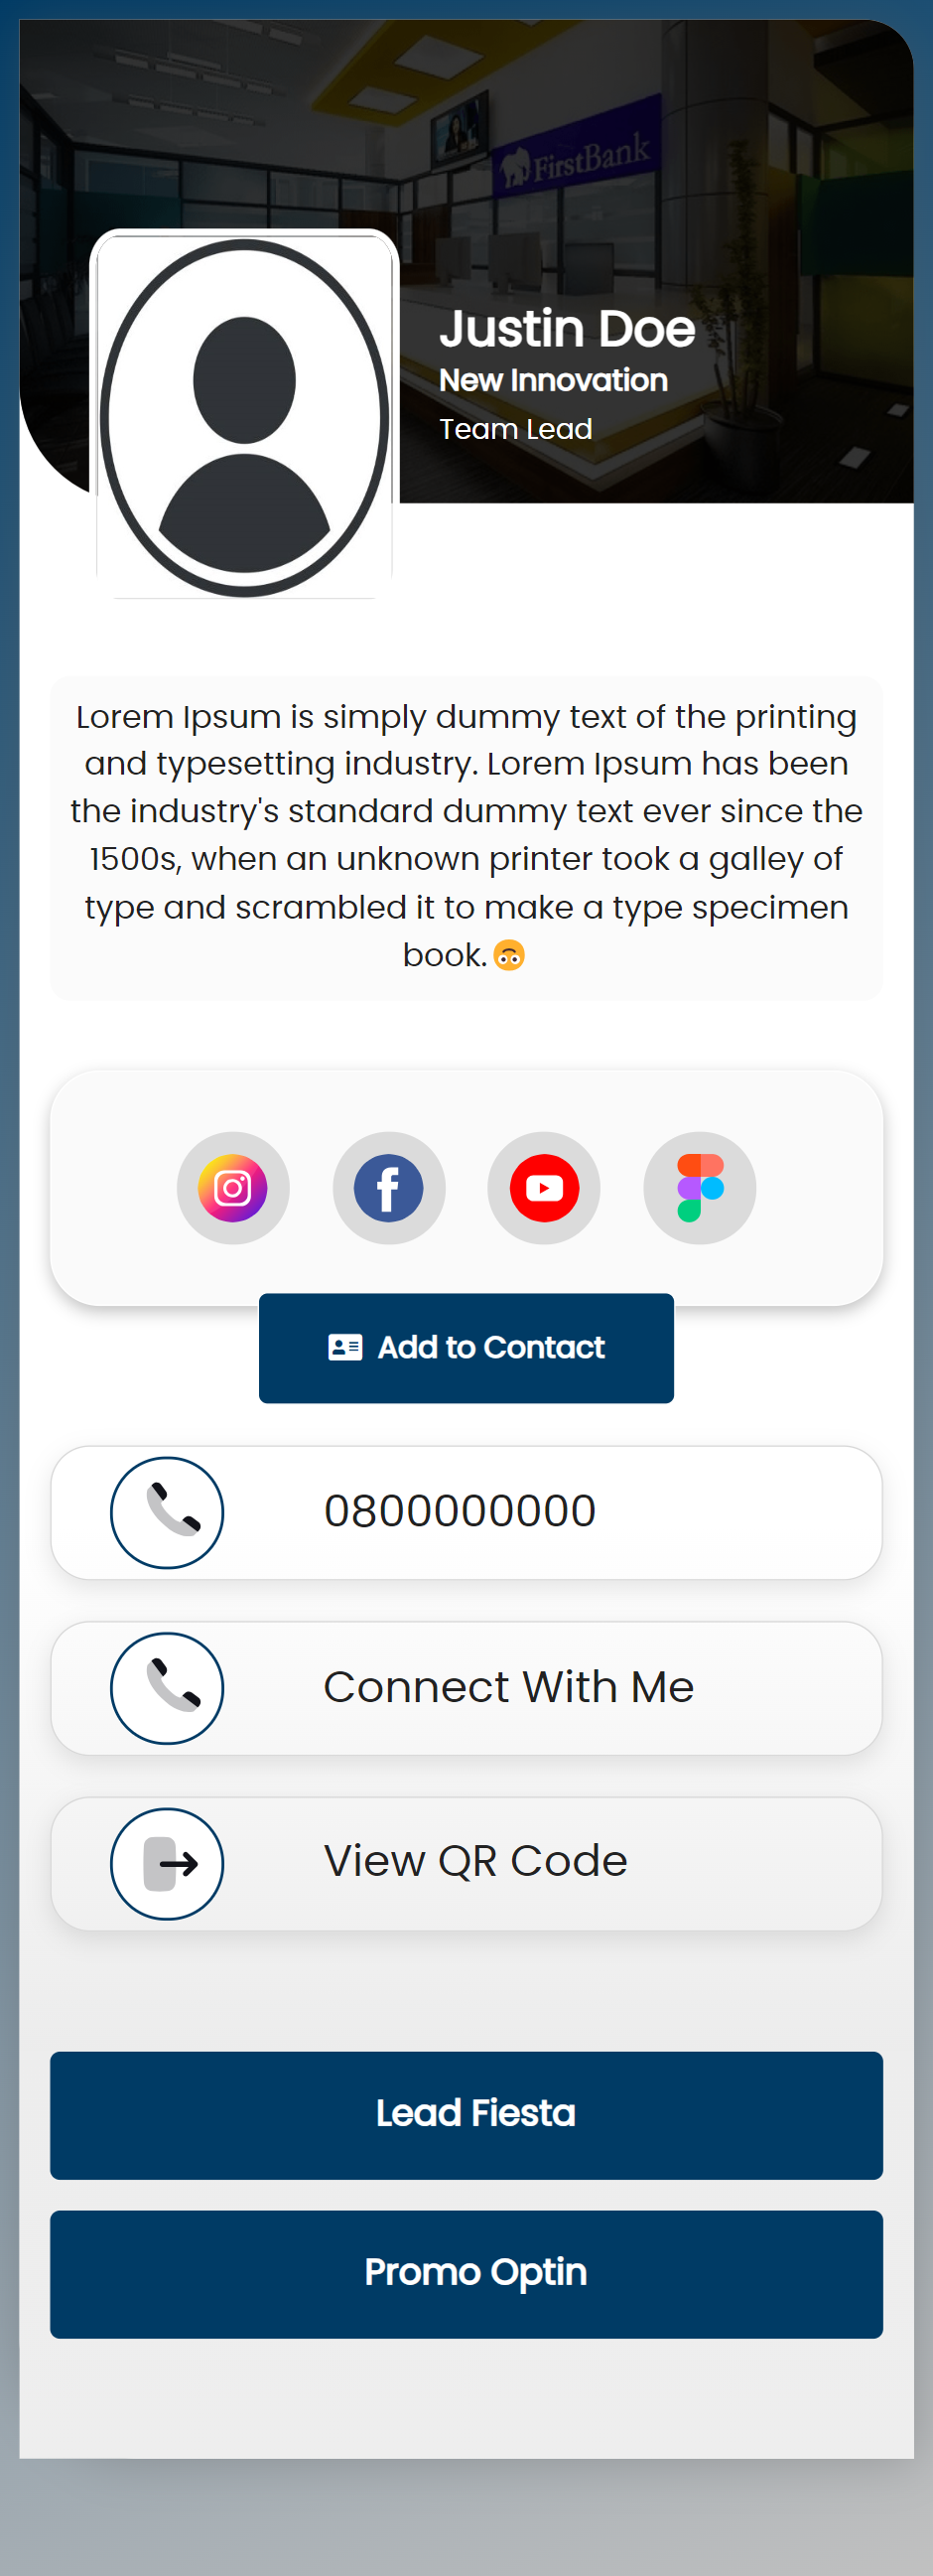 FirstBank
Justin Doe
New Innovation
Team Lead
Lorem Ipsum is simply dummy text of the printing
and typesetting industry. Lorem Ipsum has been
the industry's standard dummy text ever since the
1500s, when an unknown printer took a galley of
type and scrambled it to make a type specimen
book. 🙃
Add to Contact
0800000000
Connect With Me
View QR Code
Lead Fiesta
Promo Optin